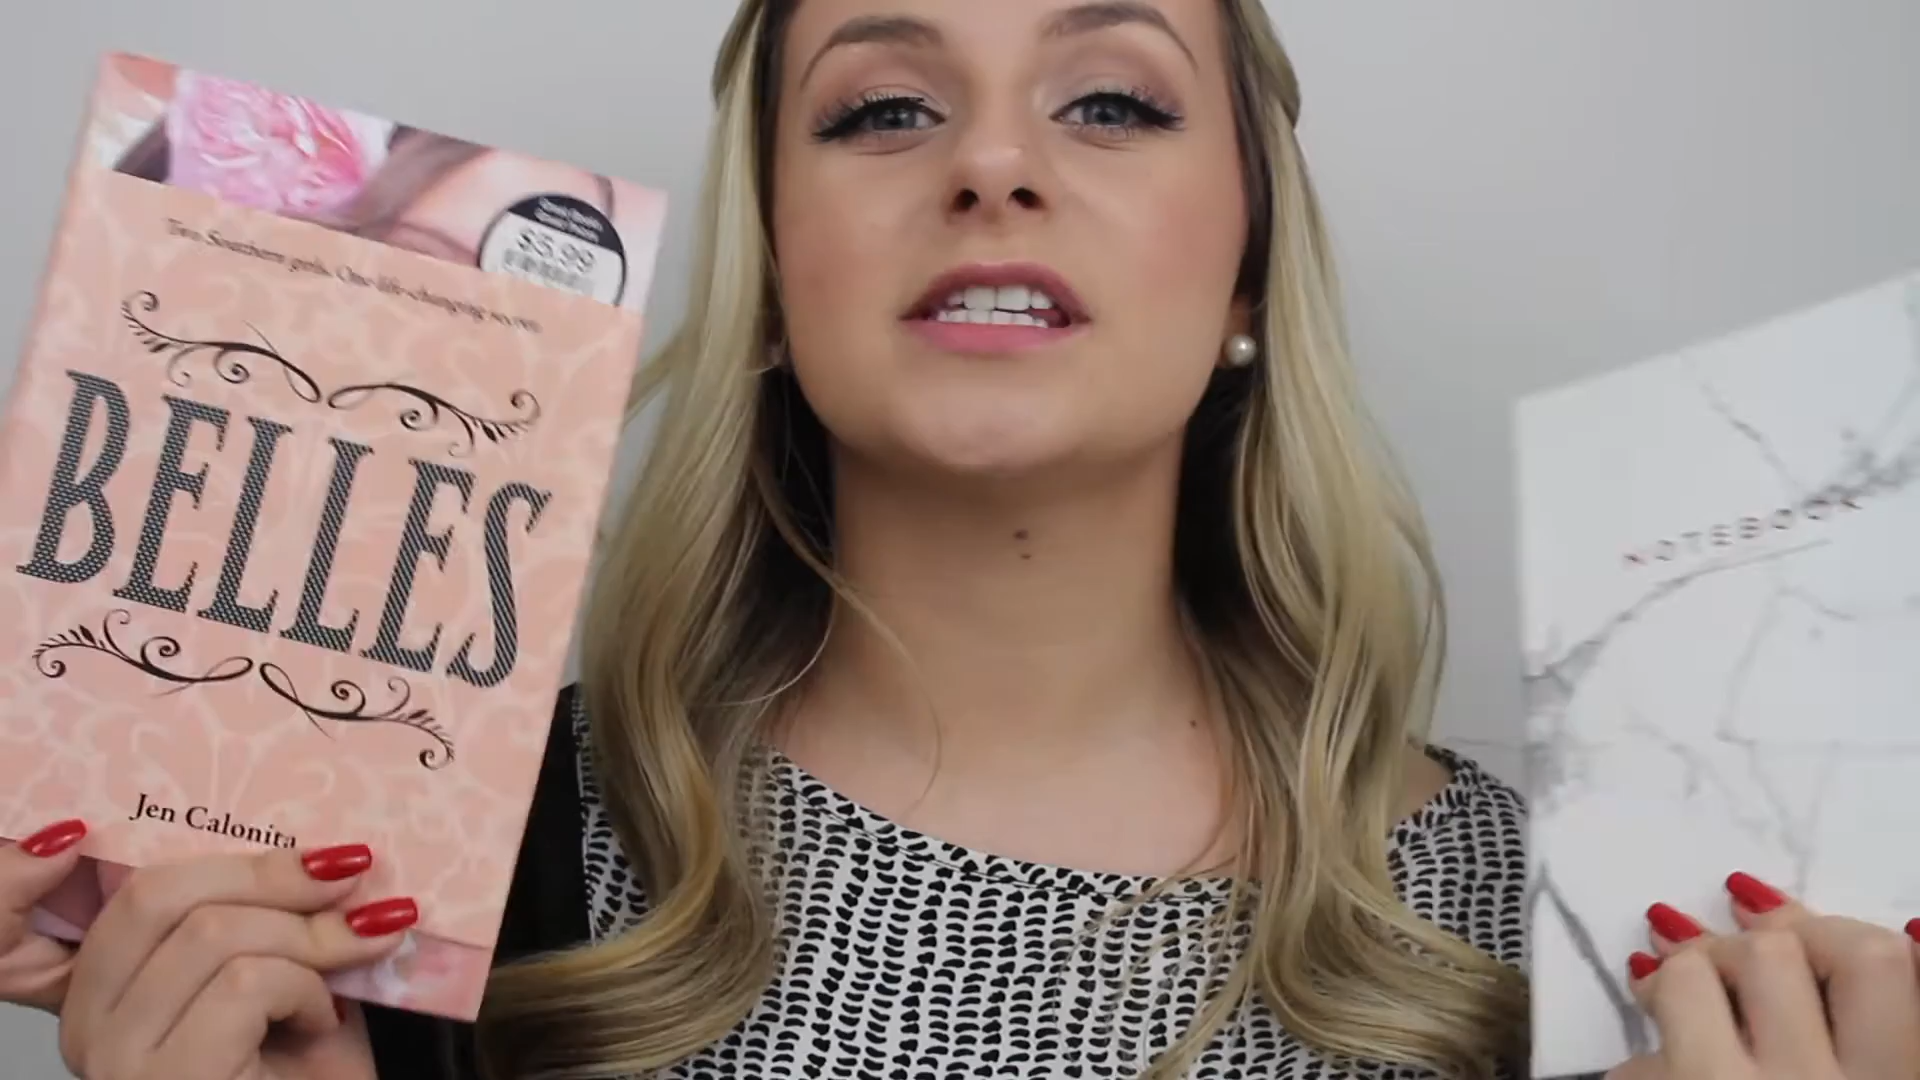 Two Southern girls. One life-changing secret.
$5.99
BELLES
Jen Calonita
NOTEBOOK